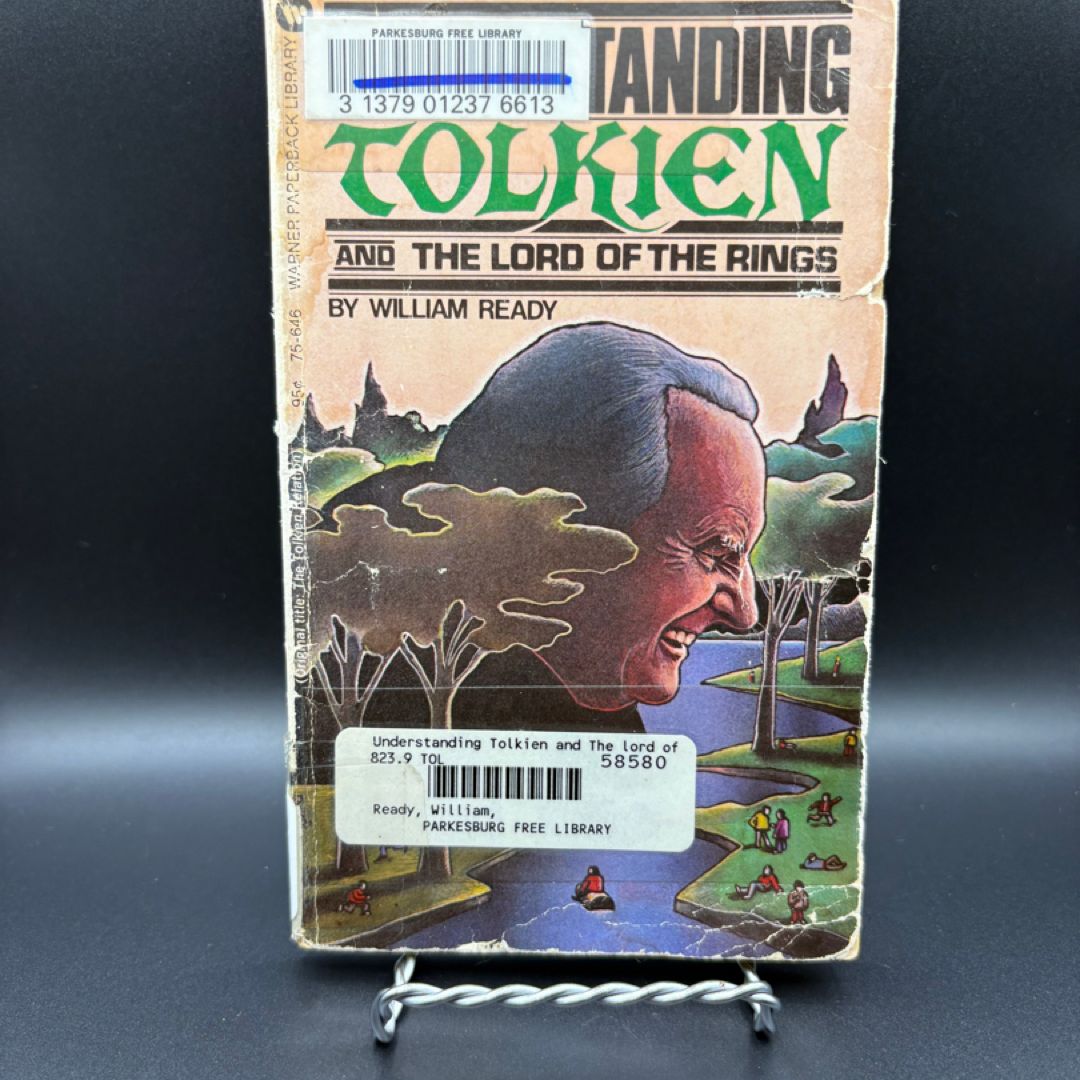 PARKESBURG FREE LIBRARY
3 1379 01237 6613
TANDING
TOLKIEN
AND THE LORD OF THE RINGS
BY WILLIAM READY
95¢ 75-646 WARNER PAPERBACK LIBRARY
(Original title: The Tolkien Relation)
Understanding Tolkien and The lord of
823.9 TOL 58580
Ready, William,
PARKESBURG FREE LIBRARY